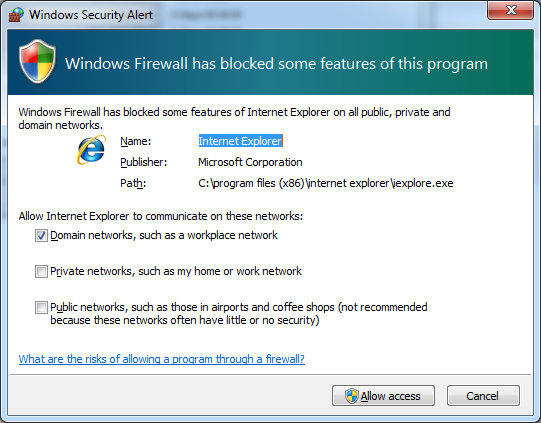 Windows Security Alert
Windows Firewall has blocked some features of this program
Windows Firewall has blocked some features of Internet Explorer on all public, private and
domain networks.
Name: Internet Explorer
Publisher: Microsoft Corporation
Path: C:\program files (x86)\internet explorer\iexplore.exe
Allow Internet Explorer to communicate on these networks:
Domain networks, such as a workplace network
Private networks, such as my home or work network
Public networks, such as those in airports and coffee shops (not recommended
because these networks often have little or no security)
What are the risks of allowing a program through a firewall?
Allow access Cancel